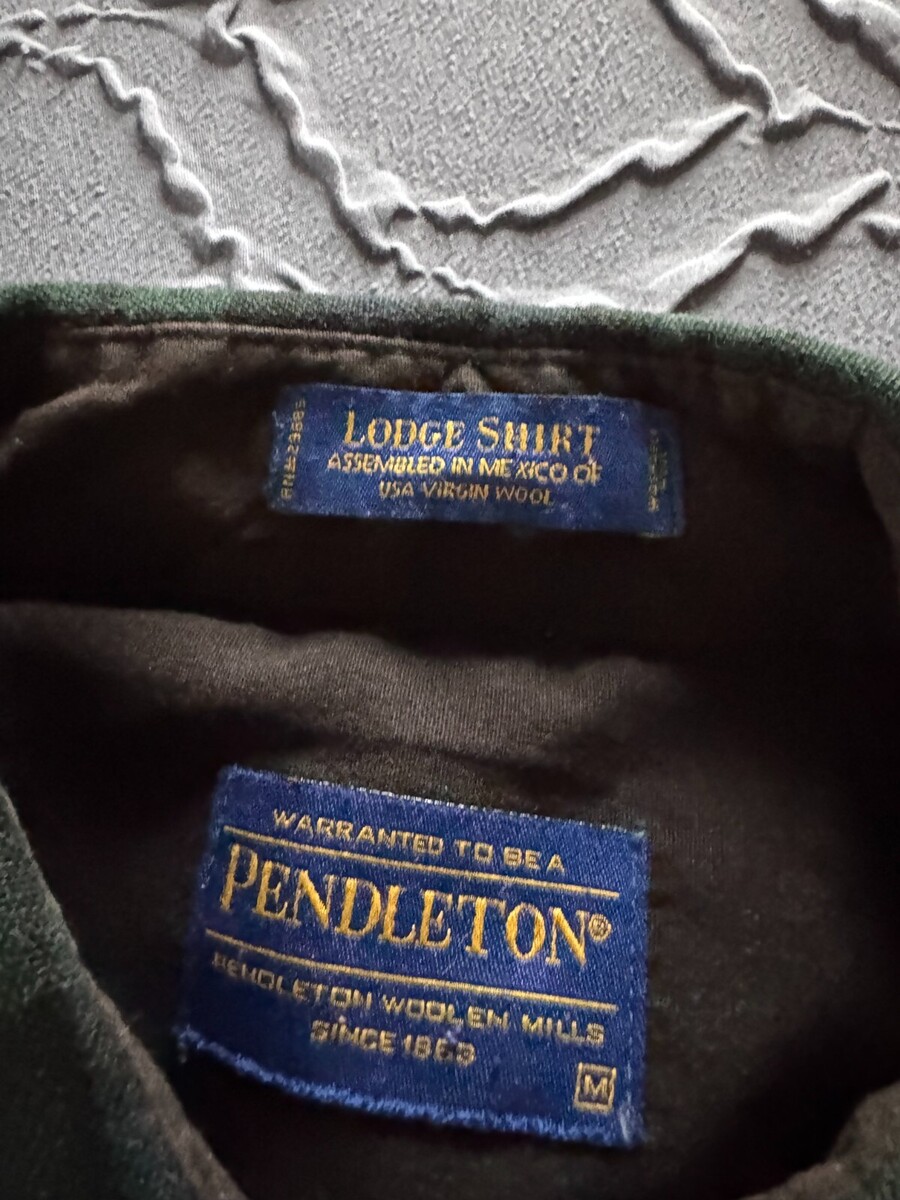 LODGE SHIRT
ASSEMBLED IN MEXICO OF
USA VIRGIN WOOL
WARRANTED TO BE A
PENDLETON®
PENDLETON WOOLEN MILLS
SINCE 1863
M